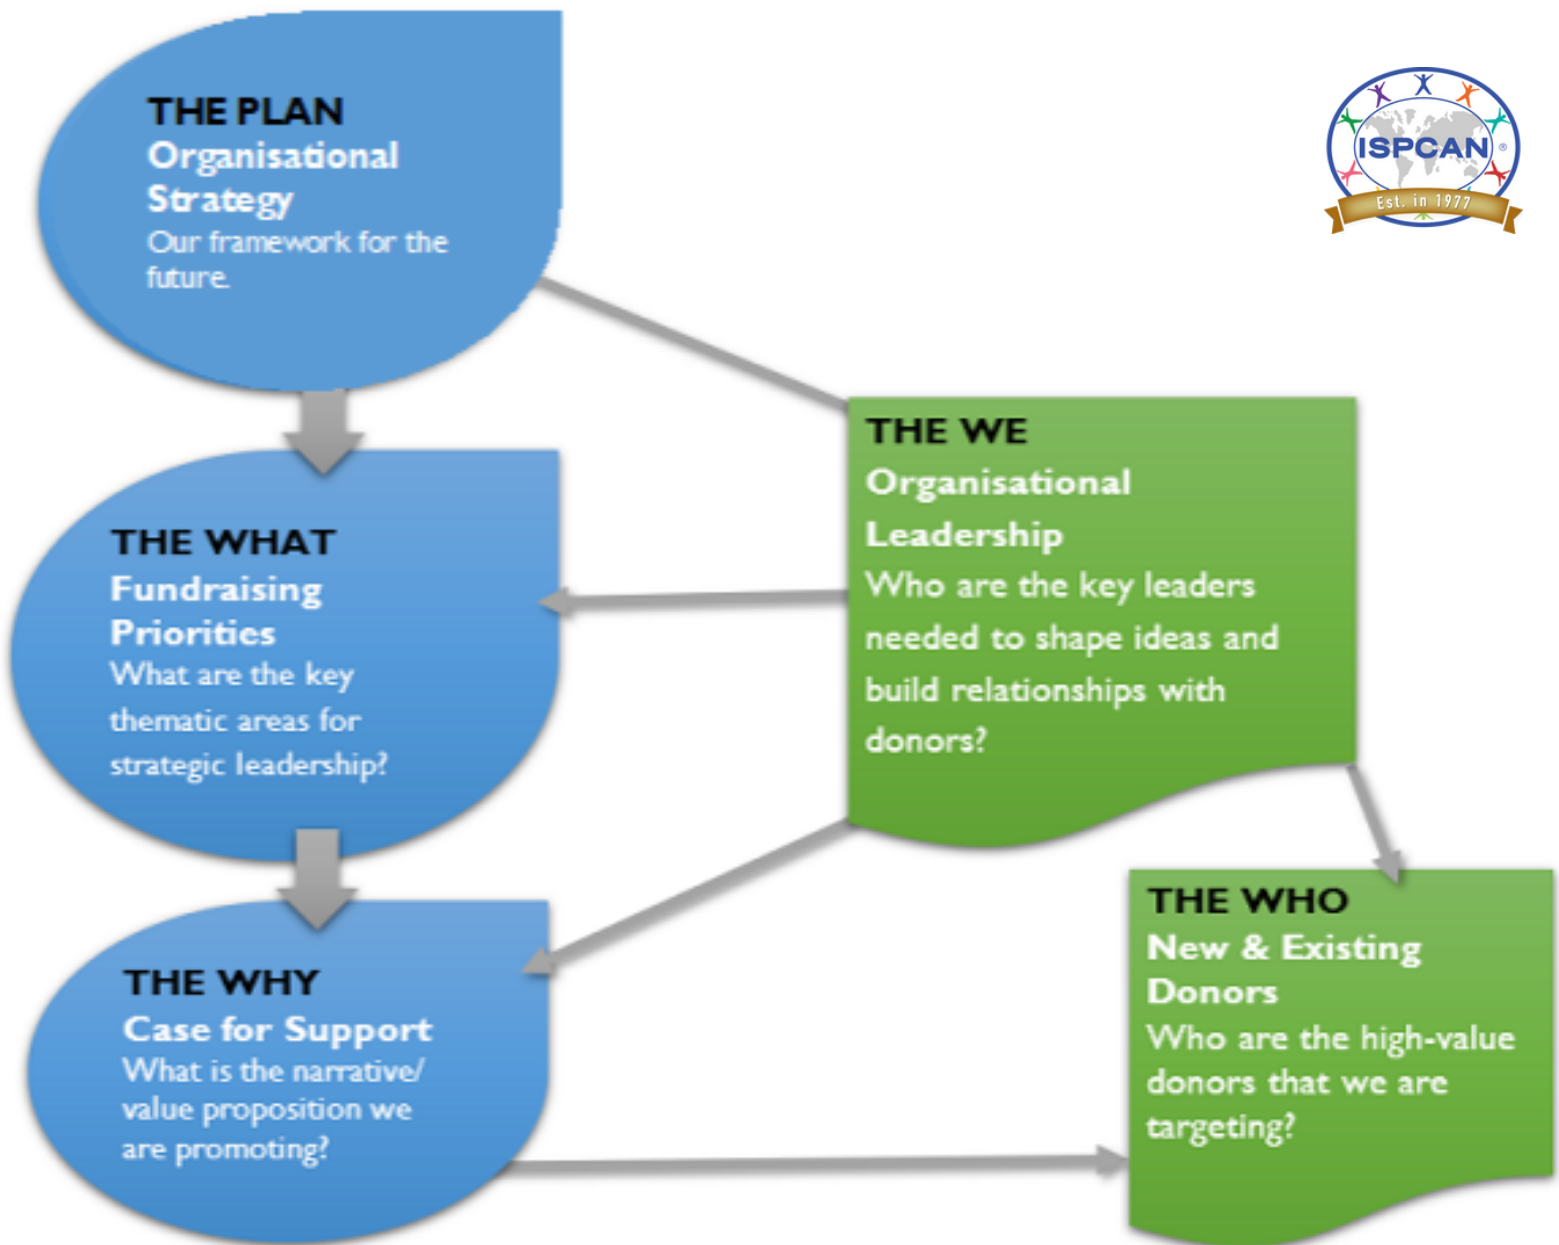 THE PLAN
Organisational
Strategy
Our framework for the
future.
ISPCAN ®
Est. in 1977
THE WE
Organisational
Leadership
Who are the key leaders
needed to shape ideas and
build relationships with
donors?
THE WHAT
Fundraising
Priorities
What are the key
thematic areas for
strategic leadership?
THE WHY
Case for Support
What is the narrative/
value proposition we
are promoting?
THE WHO
New & Existing
Donors
Who are the high-value
donors that we are
targeting?